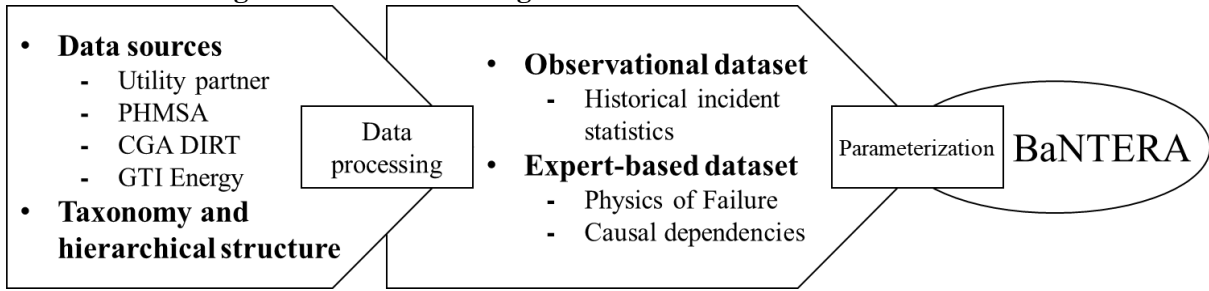 • Data sources
- Utility partner
- PHMSA
- CGA DIRT
- GTI Energy
• Taxonomy and
hierarchical structure
Data
processing
• Observational dataset
- Historical incident
statistics
• Expert-based dataset
- Physics of Failure
- Causal dependencies
Parameterization
BaNTERA